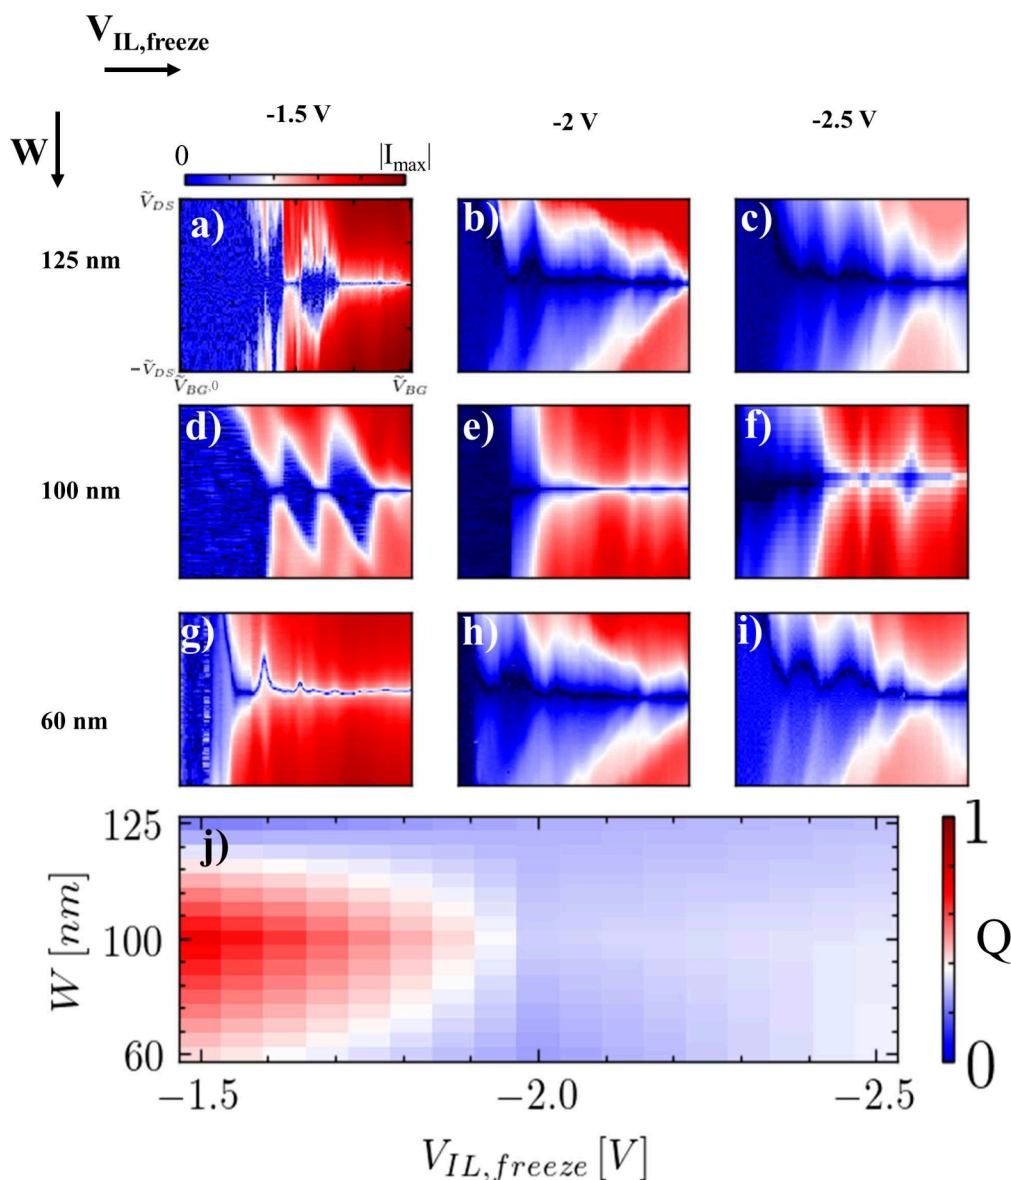 V_IL,freeze
-1.5 V
-2 V
-2.5 V
W
0 |I_max|
Ṽ_DS
a) b) c)
125 nm
-Ṽ_DS
Ṽ_BG,0 Ṽ_BG
d) e) f)
100 nm
g) h) i)
60 nm
j)
125
100
60
W [nm]
1
Q
0
−1.5 −2.0 −2.5
V_IL,freeze [V]